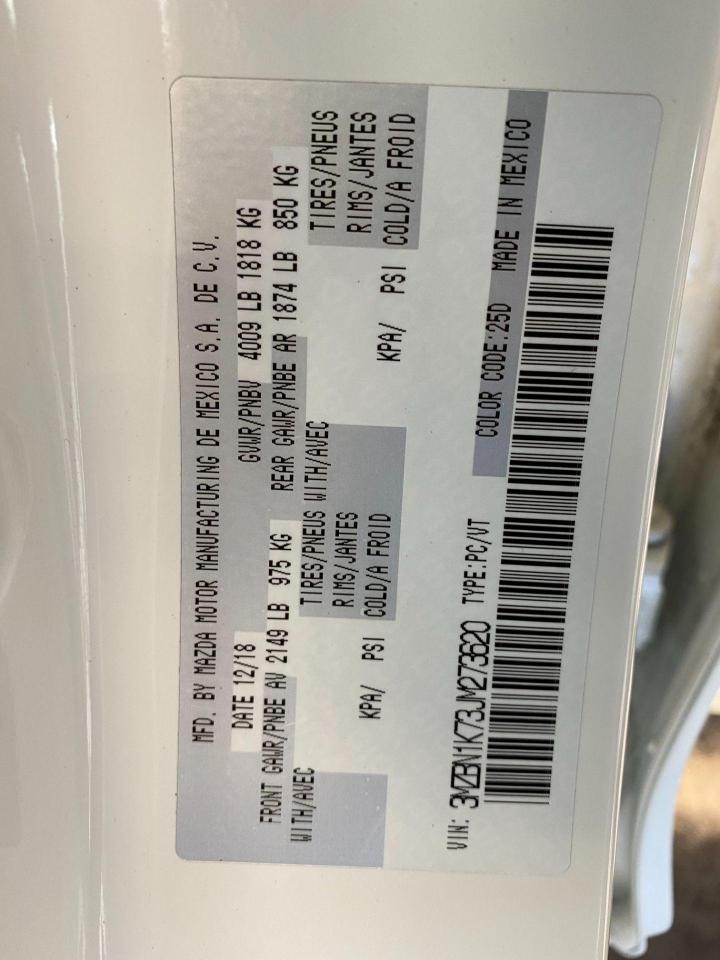 MFD. BY MAZDA MOTOR MANUFACTURING DE MEXICO S.A. DE C.V.
DATE 12/18 GVWR/PNBV 4009 LB 1818 KG
FRONT GAWR/PNBE AV 2149 LB 975 KG REAR GAWR/PNBE AR 1874 LB 850 KG
WITH/AVEC TIRES/PNEUS WITH/AVEC TIRES/PNEUS
RIMS/JANTES RIMS/JANTES
KPA/ PSI COLD/A FROID KPA/ PSI COLD/A FROID
VIN: 3MZBN1K73JM273620 TYPE:PC/VT
COLOR CODE:25D MADE IN MEXICO